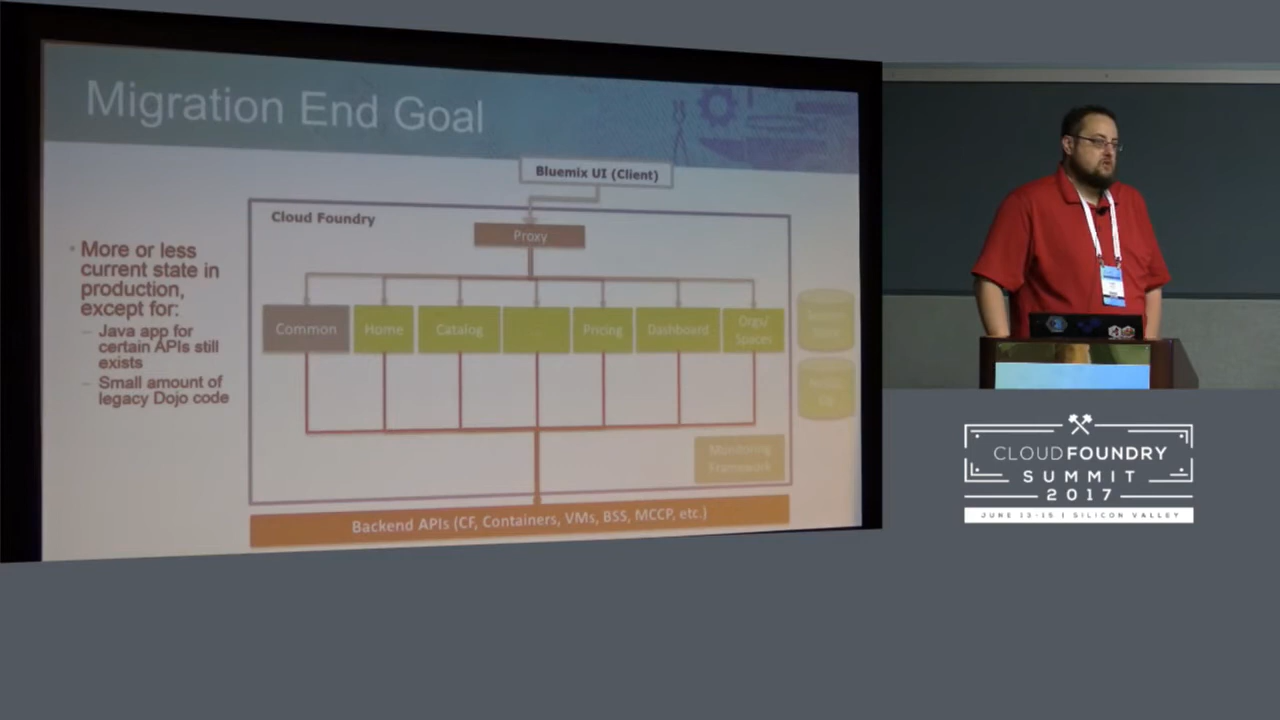 Migration End Goal
Bluemix UI (Client)
Cloud Foundry
Proxy
• More or less
current state in
production,
except for:
– Java app for
certain APIs still
exists
– Small amount of
legacy Dojo code
Common
Home
Catalog
...
Pricing
Dashboard
Orgs/
Spaces
Monitoring
Framework
Backend APIs (CF, Containers, VMs, BSS, MCCP, etc.)
CLOUD FOUNDRY
SUMMIT
2017
JUNE 13-15 | SILICON VALLEY